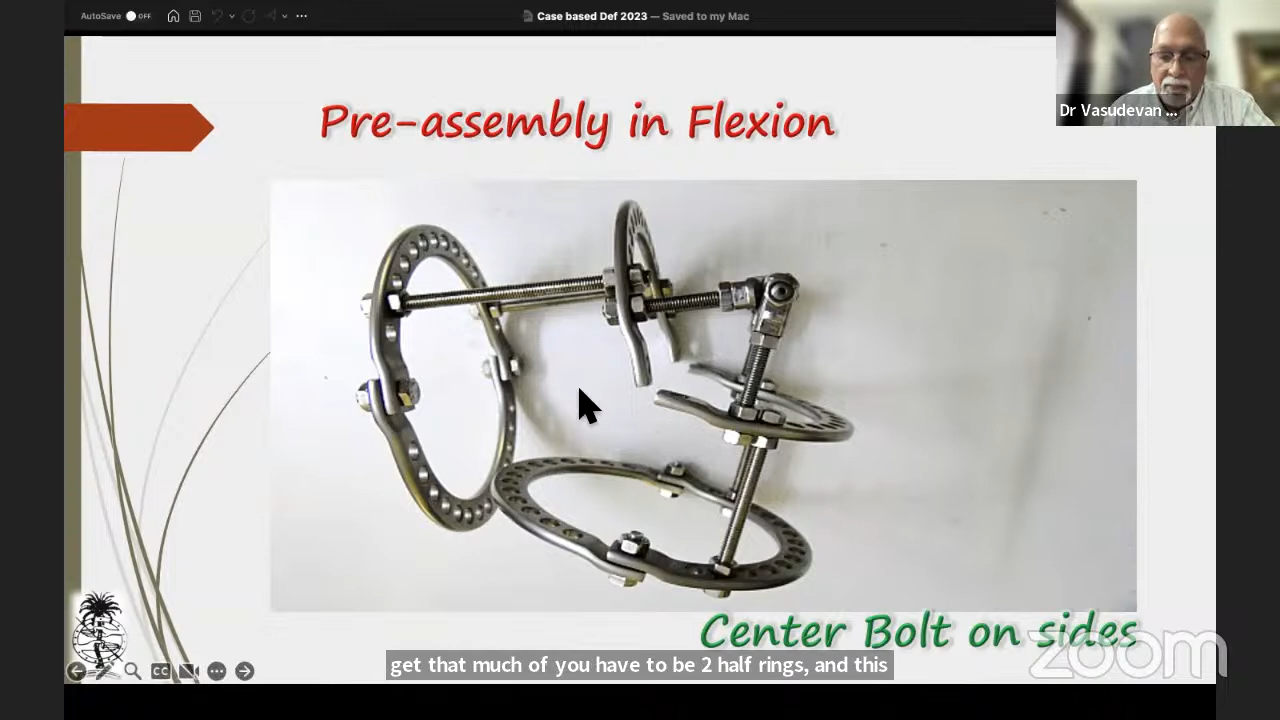 AutoSave OFF
Case based Def 2023 — Saved to my Mac
Dr Vasudevan ...
Pre-assembly in Flexion
Center Bolt on sides
zoom
CC
get that much of you have to be 2 half rings, and this